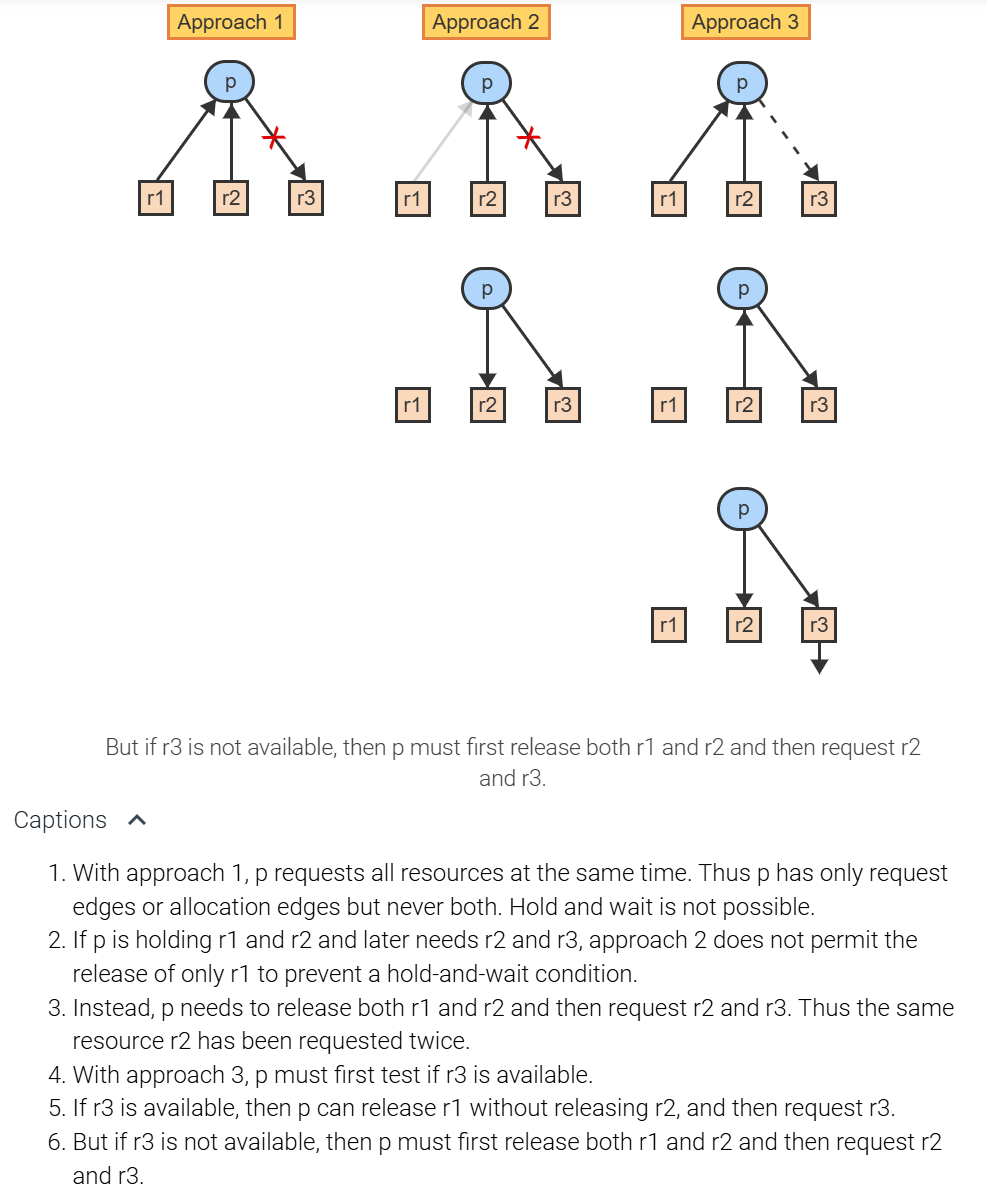 Approach 1 Approach 2 Approach 3
p p p
r1 r2 r3 r1 r2 r3 r1 r2 r3
p p
r1 r2 r3 r1 r2 r3
p
r1 r2 r3
But if r3 is not available, then p must first release both r1 and r2 and then request r2
and r3.
Captions
1. With approach 1, p requests all resources at the same time. Thus p has only request
edges or allocation edges but never both. Hold and wait is not possible.
2. If p is holding r1 and r2 and later needs r2 and r3, approach 2 does not permit the
release of only r1 to prevent a hold-and-wait condition.
3. Instead, p needs to release both r1 and r2 and then request r2 and r3. Thus the same
resource r2 has been requested twice.
4. With approach 3, p must first test if r3 is available.
5. If r3 is available, then p can release r1 without releasing r2, and then request r3.
6. But if r3 is not available, then p must first release both r1 and r2 and then request r2
and r3.